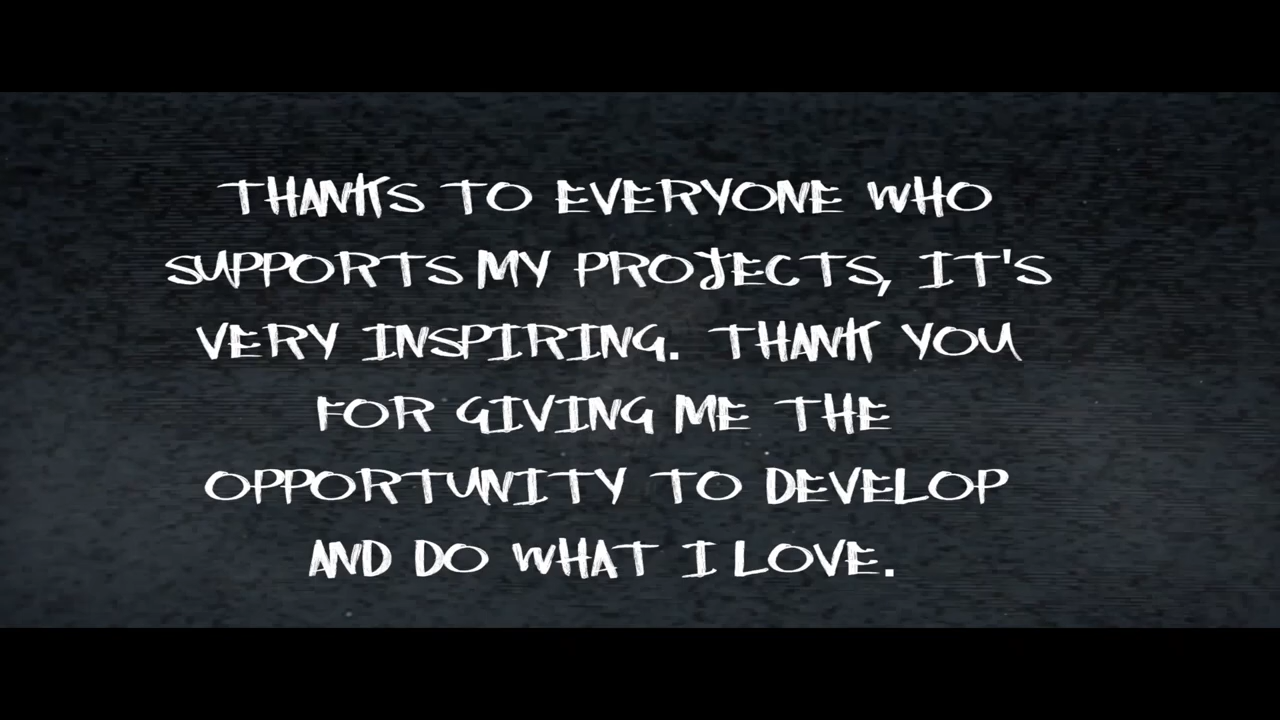 THANKS TO EVERYONE WHO
SUPPORTS MY PROJECTS, IT'S
VERY INSPIRING. THANK YOU
FOR GIVING ME THE
OPPORTUNITY TO DEVELOP
AND DO WHAT I LOVE.